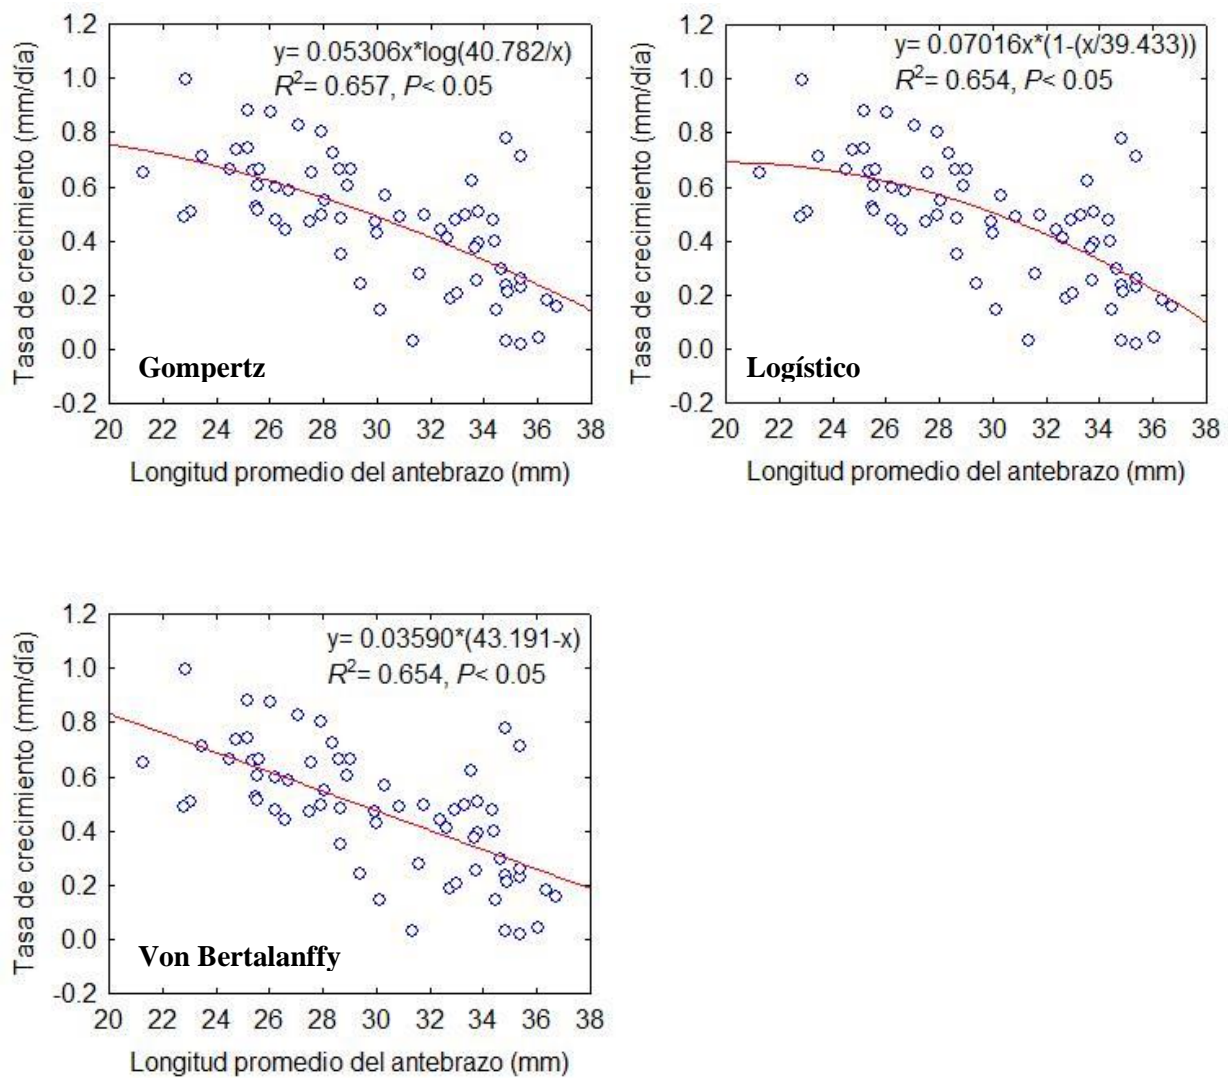 1.2
1.0
0.8
0.6
0.4
0.2
0.0
-0.2
Tasa de crecimiento (mm/día)
y= 0.05306x*log(40.782/x)
R²= 0.657, P< 0.05
Gompertz
20 22 24 26 28 30 32 34 36 38
Longitud promedio del antebrazo (mm)
1.2
1.0
0.8
0.6
0.4
0.2
0.0
-0.2
Tasa de crecimiento (mm/día)
y= 0.07016x*(1-(x/39.433))
R²= 0.654, P< 0.05
Logístico
20 22 24 26 28 30 32 34 36 38
Longitud promedio del antebrazo (mm)
1.2
1.0
0.8
0.6
0.4
0.2
0.0
-0.2
Tasa de crecimiento (mm/día)
y= 0.03590*(43.191-x)
R²= 0.654, P< 0.05
Von Bertalanffy
20 22 24 26 28 30 32 34 36 38
Longitud promedio del antebrazo (mm)